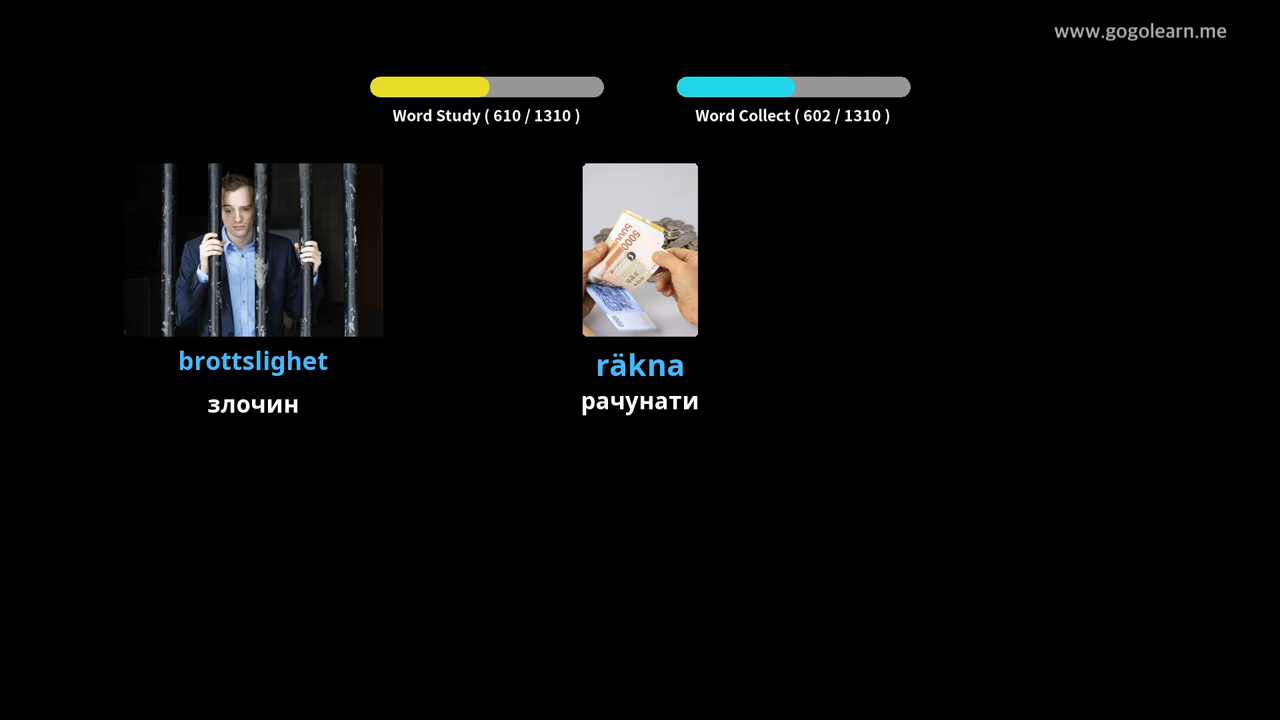 www.gogolearn.me
Word Study ( 610 / 1310 )
Word Collect ( 602 / 1310 )
brottslighet
злочин
räkna
рачунати